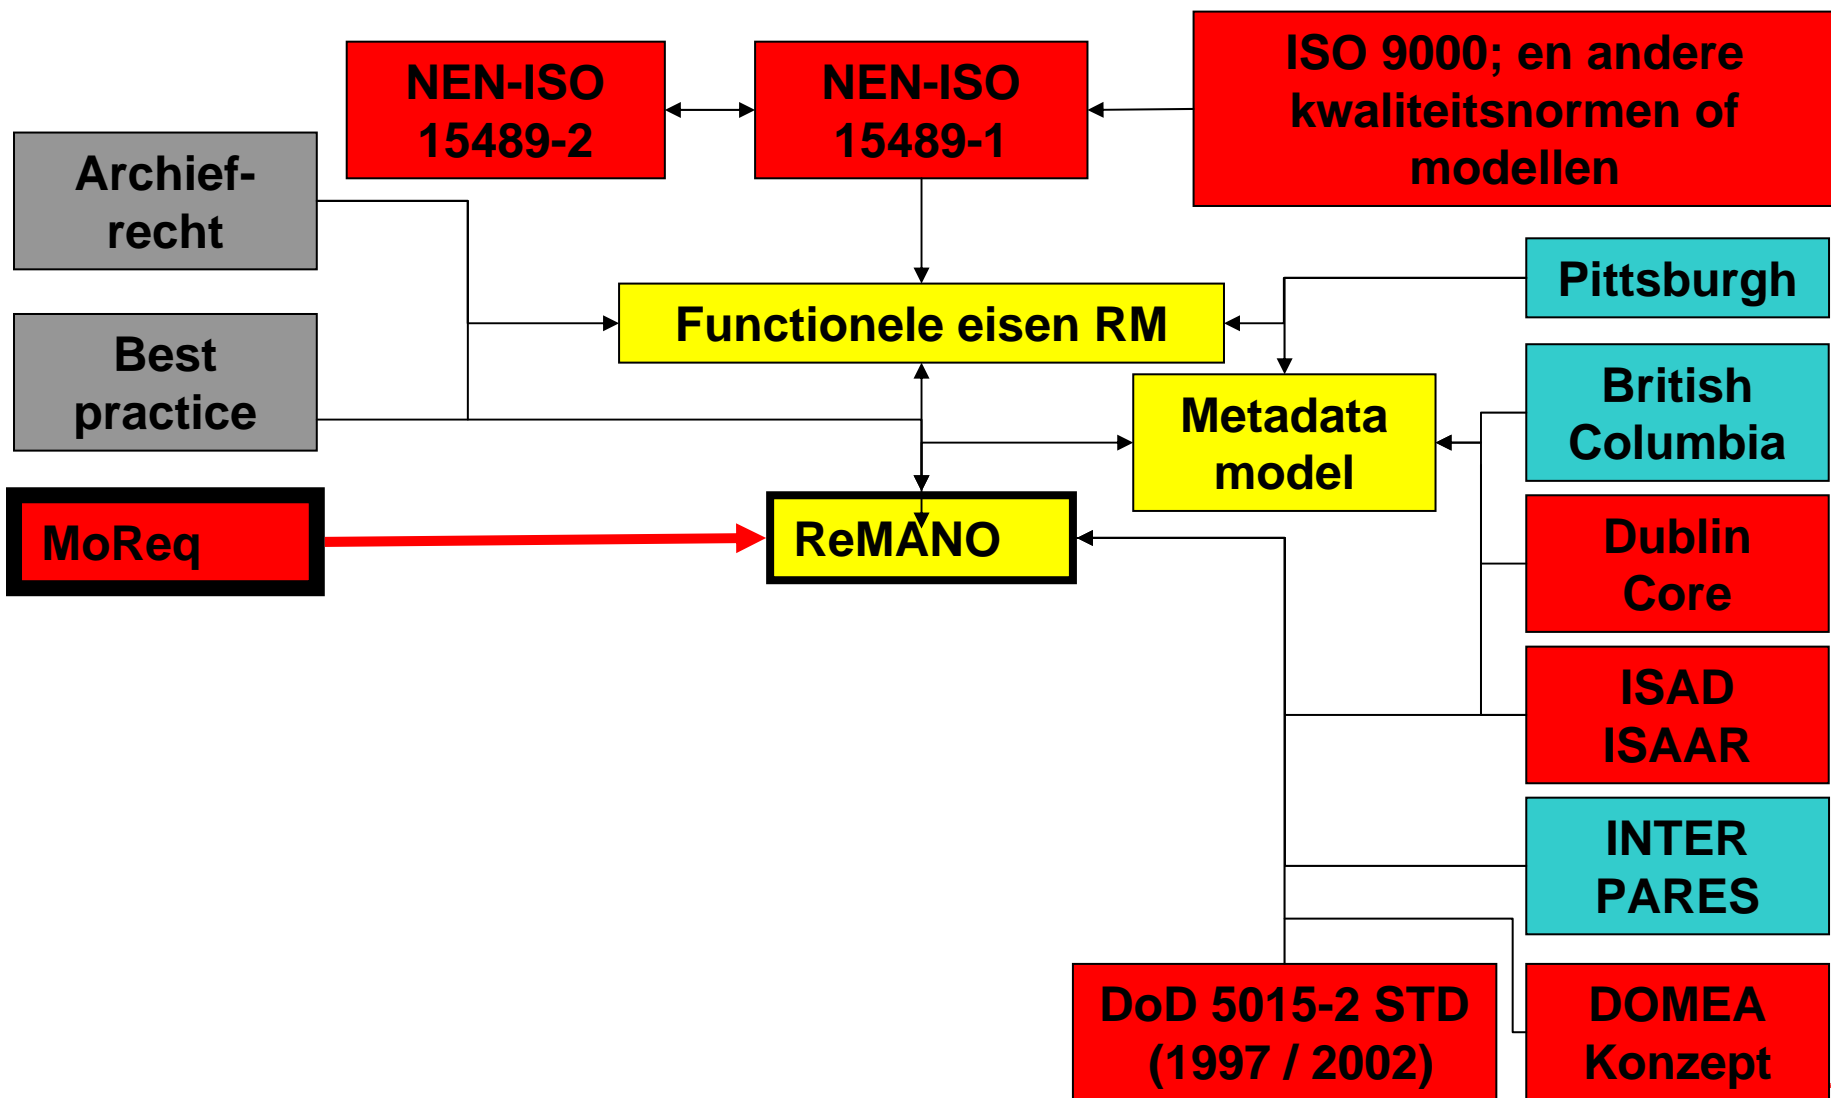 NEN-ISO
15489-2
NEN-ISO
15489-1
ISO 9000; en andere
kwaliteitsnormen of
modellen
Archief-
recht
Best
practice
MoReq
Functionele eisen RM
Metadata
model
ReMANO
Pittsburgh
British
Columbia
Dublin
Core
ISAD
ISAAR
INTER
PARES
DoD 5015-2 STD
(1997 / 2002)
DOMEA
Konzept